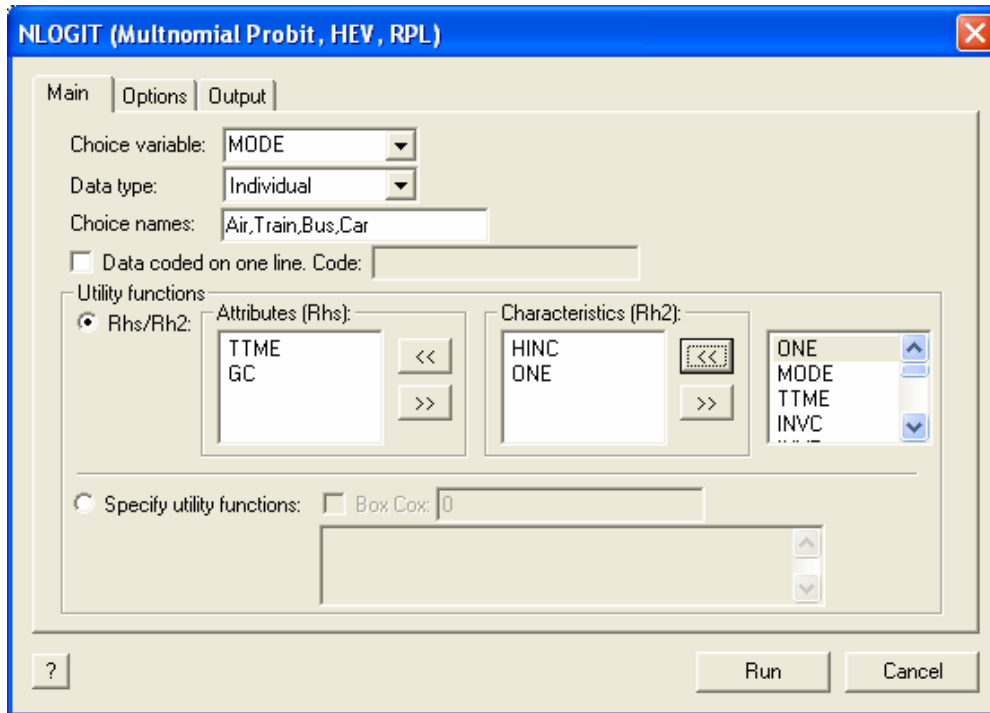 NLOGIT (Multnomial Probit, HEV, RPL)
Main Options Output
Choice variable: MODE
Data type: Individual
Choice names: Air,Train,Bus,Car
Data coded on one line. Code:
Utility functions
Rhs/Rh2:
Attributes (Rhs):
TTME
GC
<<
>>
Characteristics (Rh2):
HINC
ONE
<<
>>
ONE
MODE
TTME
INVC
Specify utility functions: Box Cox: 0
? Run Cancel